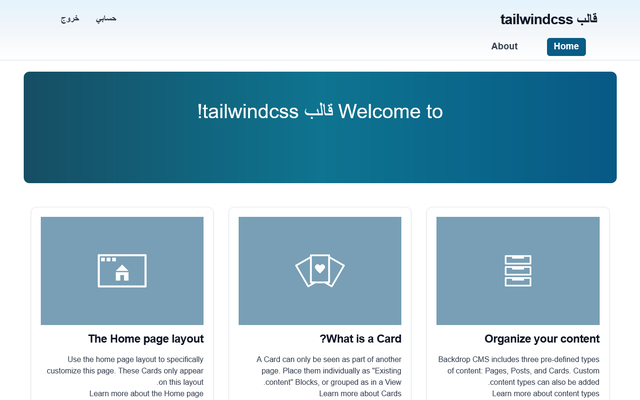 قالب tailwindcss
حسابي
خروج
Home
About
Welcome to قالب tailwindcss!
Organize your content
Backdrop CMS includes three pre-defined types
of content: Pages, Posts, and Cards. Custom
content types can also be added.
Learn more about content types
What is a Card?
A Card can only be seen as part of another
page. Place them individually as "Existing
content" Blocks, or grouped as in a View.
Learn more about Cards
The Home page layout
Use the home page layout to specifically
customize this page. These Cards only appear
on this layout.
Learn more about the Home page